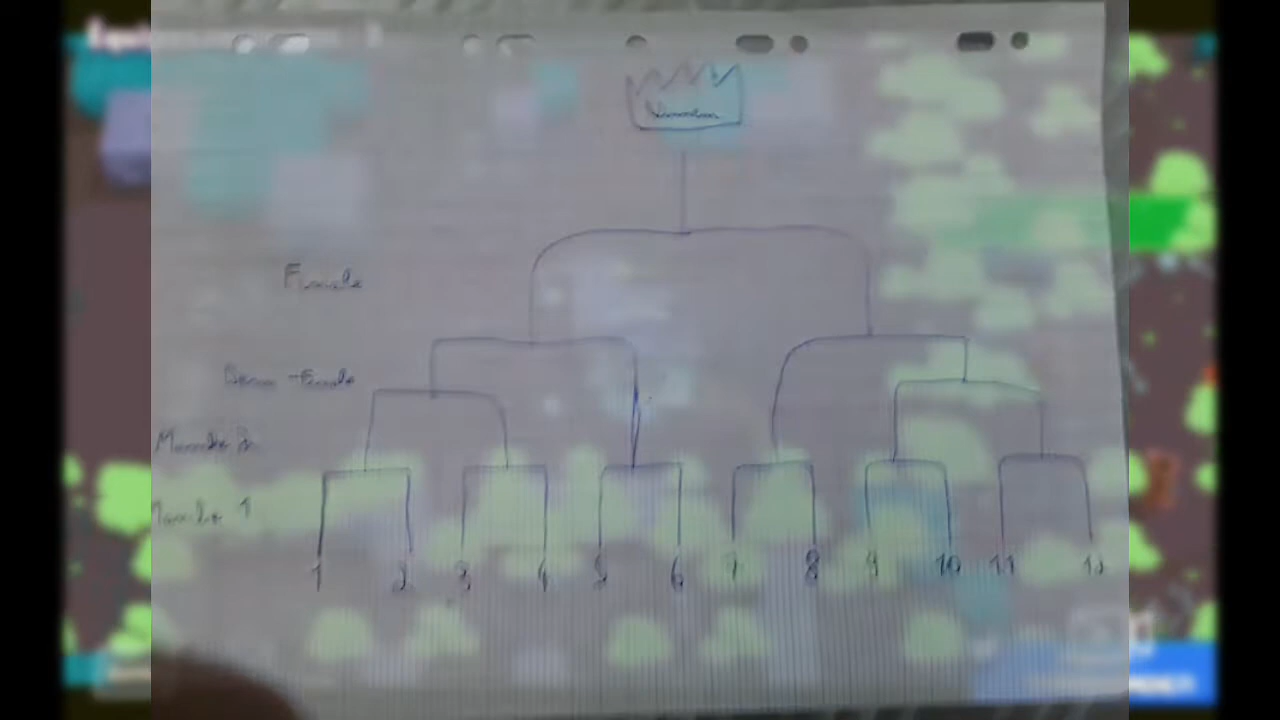 Finale
Demi-Finale
Manche 2
Manche 1
1 2 3 4 5 6 7 8 9 10 11 12